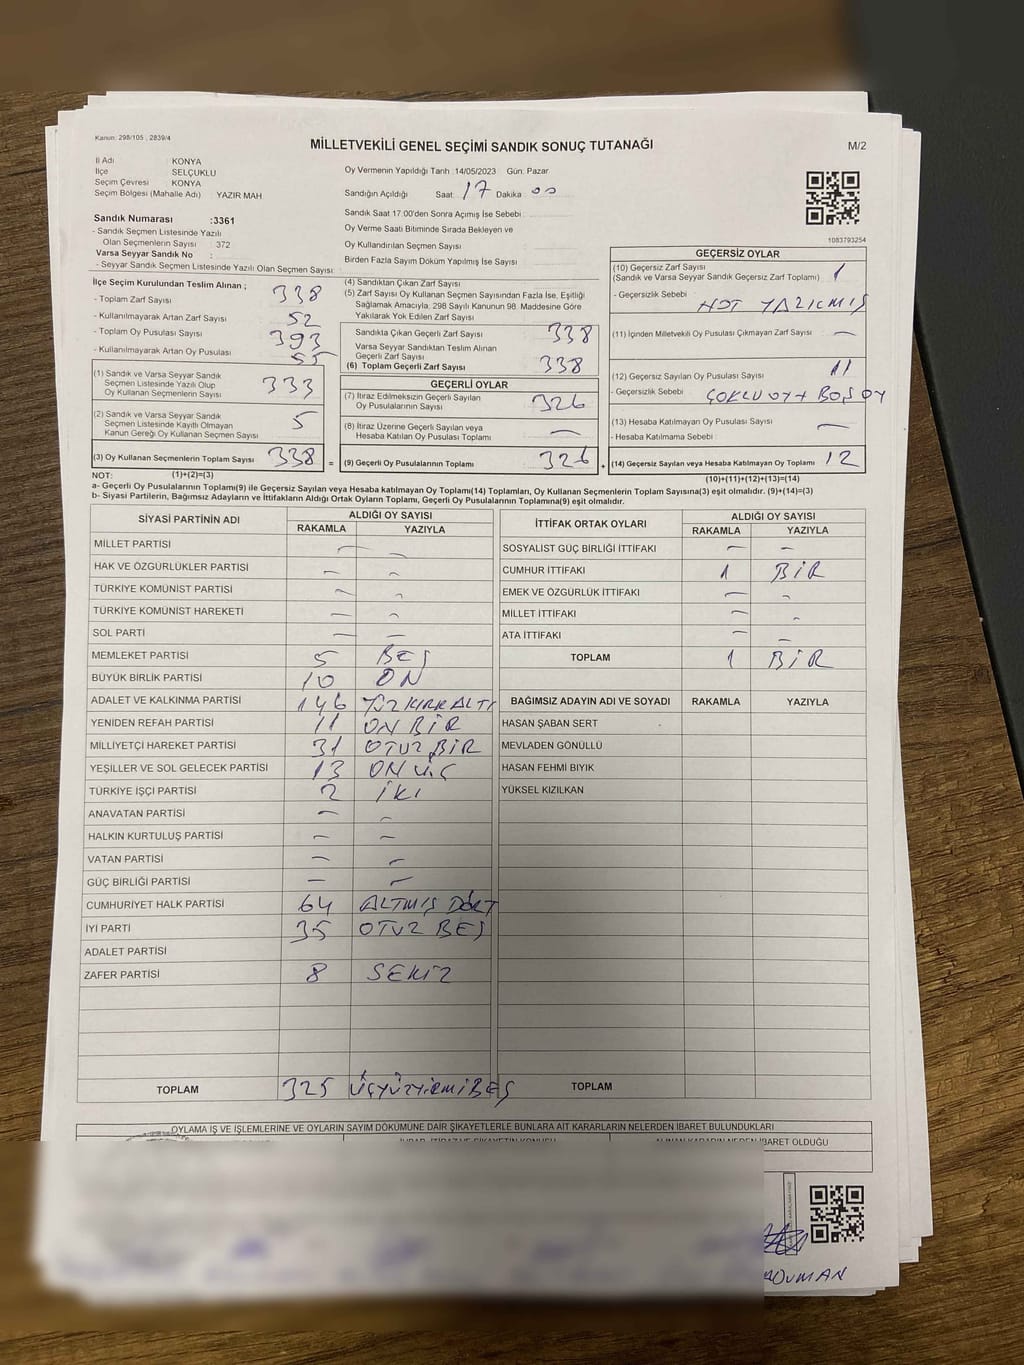 Kanun: 298/105 , 2839/4
MİLLETVEKİLİ GENEL SEÇİMİ SANDIK SONUÇ TUTANAĞI
M/2
İl Adı KONYA
İlçe SELÇUKLU
Seçim Çevresi KONYA
Seçim Bölgesi (Mahalle Adı) YAZIR MAH
Oy Vermenin Yapıldığı Tarih :14/05/2023 Gün: Pazar
Sandığın Açıldığı Saat: 17 Dakika 00
Sandık Saat 17.00'den Sonra Açımış İse Sebebi
Oy Verme Saati Bitiminde Sırada Bekleyen ve
Oy Kullandırılan Seçmen Sayısı
Birden Fazla Sayım Döküm Yapılmış İse Sayısı
1083793254
Sandık Numarası :3361
- Sandık Seçmen Listesinde Yazılı
Olan Seçmenlerin Sayısı : 372
Varsa Seyyar Sandık No :
- Seyyar Sandık Seçmen Listesinde Yazılı Olan Seçmen Sayısı:
İlçe Seçim Kurulundan Teslim Alınan ;
- Toplam Zarf Sayısı 338
- Kullanılmayarak Artan Zarf Sayısı 52
- Toplam Oy Pusulası Sayısı 393
- Kullanılmayarak Artan Oy Pusulası 55
(1) Sandık ve Varsa Seyyar Sandık
Seçmen Listesinde Yazılı Olup
Oy Kullanan Seçmenlerin Sayısı 333
(2) Sandık ve Varsa Seyyar Sandık
Seçmen Listesinde Kayıtlı Olmayan
Kanun Gereği Oy Kullanan Seçmen Sayısı 5
(3) Oy Kullanan Seçmenlerin Toplam Sayısı 338 =
(4) Sandıktan Çıkan Zarf Sayısı
(5) Zarf Sayısı Oy Kullanan Seçmen Sayısından Fazla İse, Eşitliği
Sağlamak Amacıyla, 298 Sayılı Kanunun 98. Maddesine Göre
Yakılarak Yok Edilen Zarf Sayısı
Sandıkta Çıkan Geçerli Zarf Sayısı 338
Varsa Seyyar Sandıktan Teslim Alınan
Geçerli Zarf Sayısı
(6) Toplam Geçerli Zarf Sayısı 338
GEÇERLİ OYLAR
(7) İtiraz Edilmeksizin Geçerli Sayılan
Oy Pusulalarının Sayısı 326
(8) İtiraz Üzerine Geçerli Sayılan veya
Hesaba Katılan Oy Pusulası Toplamı —
(9) Geçerli Oy Pusulalarının Toplamı 326 +
GEÇERSİZ OYLAR
(10) Geçersiz Zarf Sayısı
(Sandık ve Varsa Seyyar Sandık Geçersiz Zarf Toplamı) 1
- Geçersizlik Sebebi NOT YAZILMIŞ
(11) İçinden Milletvekili Oy Pusulası Çıkmayan Zarf Sayısı —
(12) Geçersiz Sayılan Oy Pusulası Sayısı 11
- Geçersizlik Sebebi ÇOKLU OY + BOŞ OY
(13) Hesaba Katılmayan Oy Pusulası Sayısı —
- Hesaba Katılmama Sebebi
(14) Geçersiz Sayılan veya Hesaba Katılmayan Oy Toplamı 12
NOT: (1)+(2)=(3)
(10)+(11)+(12)+(13)=(14)
a- Geçerli Oy Pusulalarının Toplamı(9) ile Geçersiz Sayılan veya Hesaba katılmayan Oy Toplamı(14) Toplamları, Oy Kullanan Seçmenlerin Toplam Sayısına(3) eşit olmalıdır. (9)+(14)=(3)
b- Siyasi Partilerin, Bağımsız Adayların ve İttifakların Aldığı Ortak Oyların Toplamı, Geçerli Oy Pusulalarının Toplamına(9) eşit olmalıdır.
SİYASİ PARTİNİN ADI ALDIĞI OY SAYISI
RAKAMLA YAZIYLA
MİLLET PARTİSİ — —
HAK VE ÖZGÜRLÜKLER PARTİSİ — —
TÜRKİYE KOMÜNİST PARTİSİ — —
TÜRKİYE KOMÜNİST HAREKETİ — —
SOL PARTİ — —
MEMLEKET PARTİSİ 5 BEŞ
BÜYÜK BİRLİK PARTİSİ 10 ON
ADALET VE KALKINMA PARTİSİ 146 YÜZ KIRK ALTI
YENİDEN REFAH PARTİSİ 11 ON BİR
MİLLİYETÇİ HAREKET PARTİSİ 31 OTUZ BİR
YEŞİLLER VE SOL GELECEK PARTİSİ 13 ON ÜÇ
TÜRKİYE İŞÇİ PARTİSİ 2 İKİ
ANAVATAN PARTİSİ — —
HALKIN KURTULUŞ PARTİSİ — —
VATAN PARTİSİ — —
GÜÇ BİRLİĞİ PARTİSİ — —
CUMHURİYET HALK PARTİSİ 64 ALTMIŞ DÖRT
İYİ PARTİ 35 OTUZ BEŞ
ADALET PARTİSİ
ZAFER PARTİSİ 8 SEKİZ
TOPLAM 325 ÜÇYÜZYİRMİBEŞ
İTTİFAK ORTAK OYLARI ALDIĞI OY SAYISI
RAKAMLA YAZIYLA
SOSYALIST GÜÇ BİRLİĞİ İTTİFAKI — —
CUMHUR İTTİFAKI 1 BİR
EMEK VE ÖZGÜRLÜK İTTİFAKI — —
MİLLET İTTİFAKI — —
ATA İTTİFAKI — —
TOPLAM 1 BİR
BAĞIMSIZ ADAYIN ADI VE SOYADI RAKAMLA YAZIYLA
HASAN ŞABAN SERT
MEVLADEN GÖNÜLLÜ
HASAN FEHMİ BIYIK
YÜKSEL KIZILKAN
TOPLAM
OYLAMA İŞ VE İŞLEMLERİNE VE OYLARIN SAYIM DÖKÜMÜNE DAİR ŞİKAYETLERLE BUNLARA AİT KARARLARIN NELERDEN İBARET BULUNDUKLARI
İBARET OLDUĞU